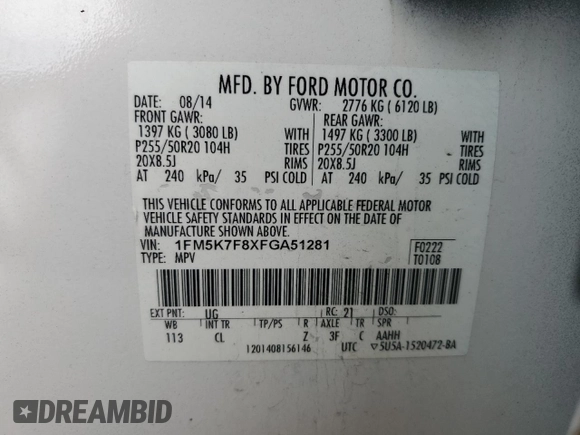 MFD. BY FORD MOTOR CO.
DATE: 08/14 GVWR: 2776 KG ( 6120 LB)
FRONT GAWR: REAR GAWR:
1397 KG ( 3080 LB) WITH 1497 KG ( 3300 LB) WITH
P255/50R20 104H TIRES P255/50R20 104H TIRES
20X8.5J RIMS 20X8.5J RIMS
AT 240 kPa/ 35 PSI COLD AT 240 kPa/ 35 PSI COLD
THIS VEHICLE CONFORMS TO ALL APPLICABLE FEDERAL MOTOR
VEHICLE SAFETY STANDARDS IN EFFECT ON THE DATE OF
MANUFACTURE SHOWN ABOVE.
VIN: 1FM5K7F8XFGA51281 F0222
TYPE: MPV T0108
EXT PNT: UG RC: 21 DSO:
WB INT TR TP/PS R AXLE TR SPR
113 CL Z 3F C AAHH
1201408156146 UTC ▽5U5A-1520472-BA
DREAMBID